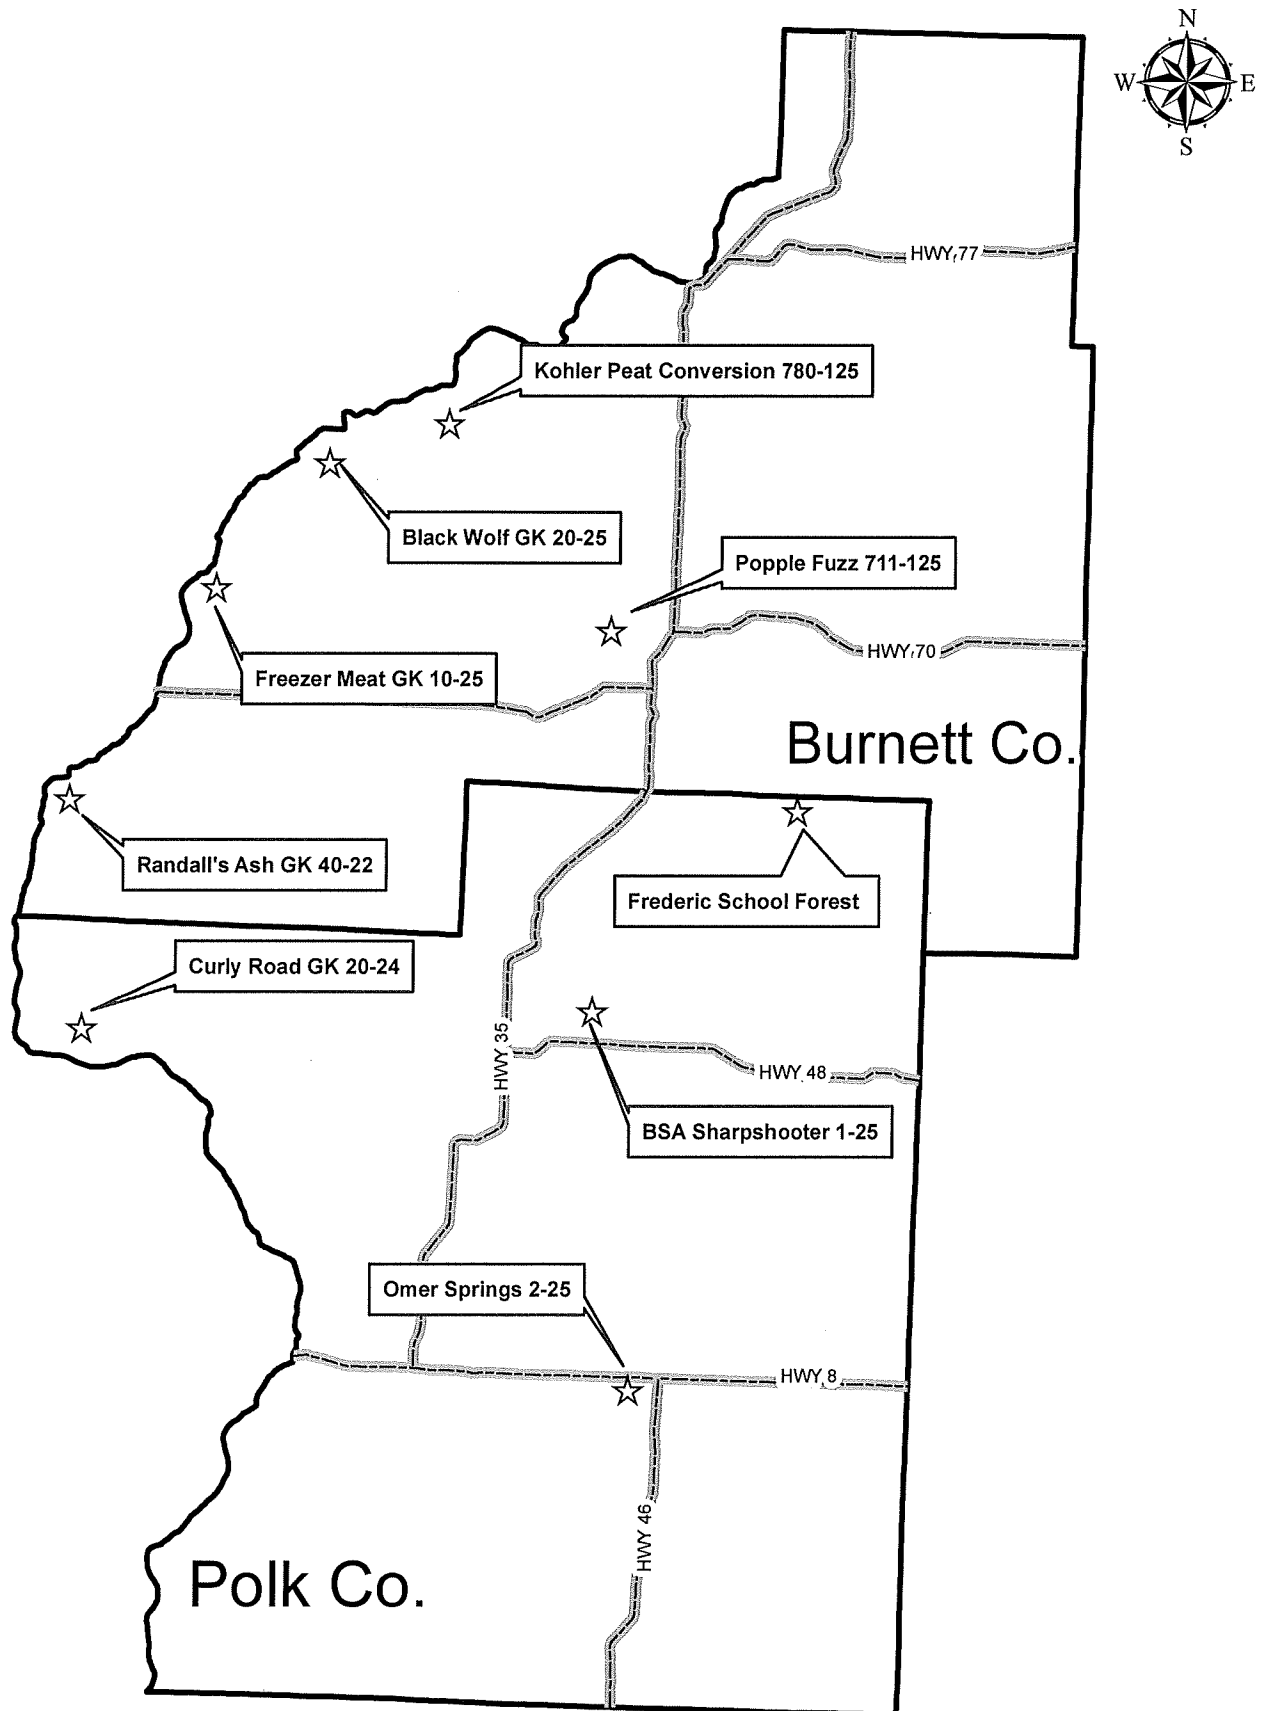 N
W E
S
HWY 77
Kohler Peat Conversion 780-125
Black Wolf GK 20-25
Popple Fuzz 711-125
HWY 70
Freezer Meat GK 10-25
Burnett Co.
Randall's Ash GK 40-22
Frederic School Forest
Curly Road GK 20-24
HWY 35
HWY 48
BSA Sharpshooter 1-25
Omer Springs 2-25
HWY 8
HWY 46
Polk Co.